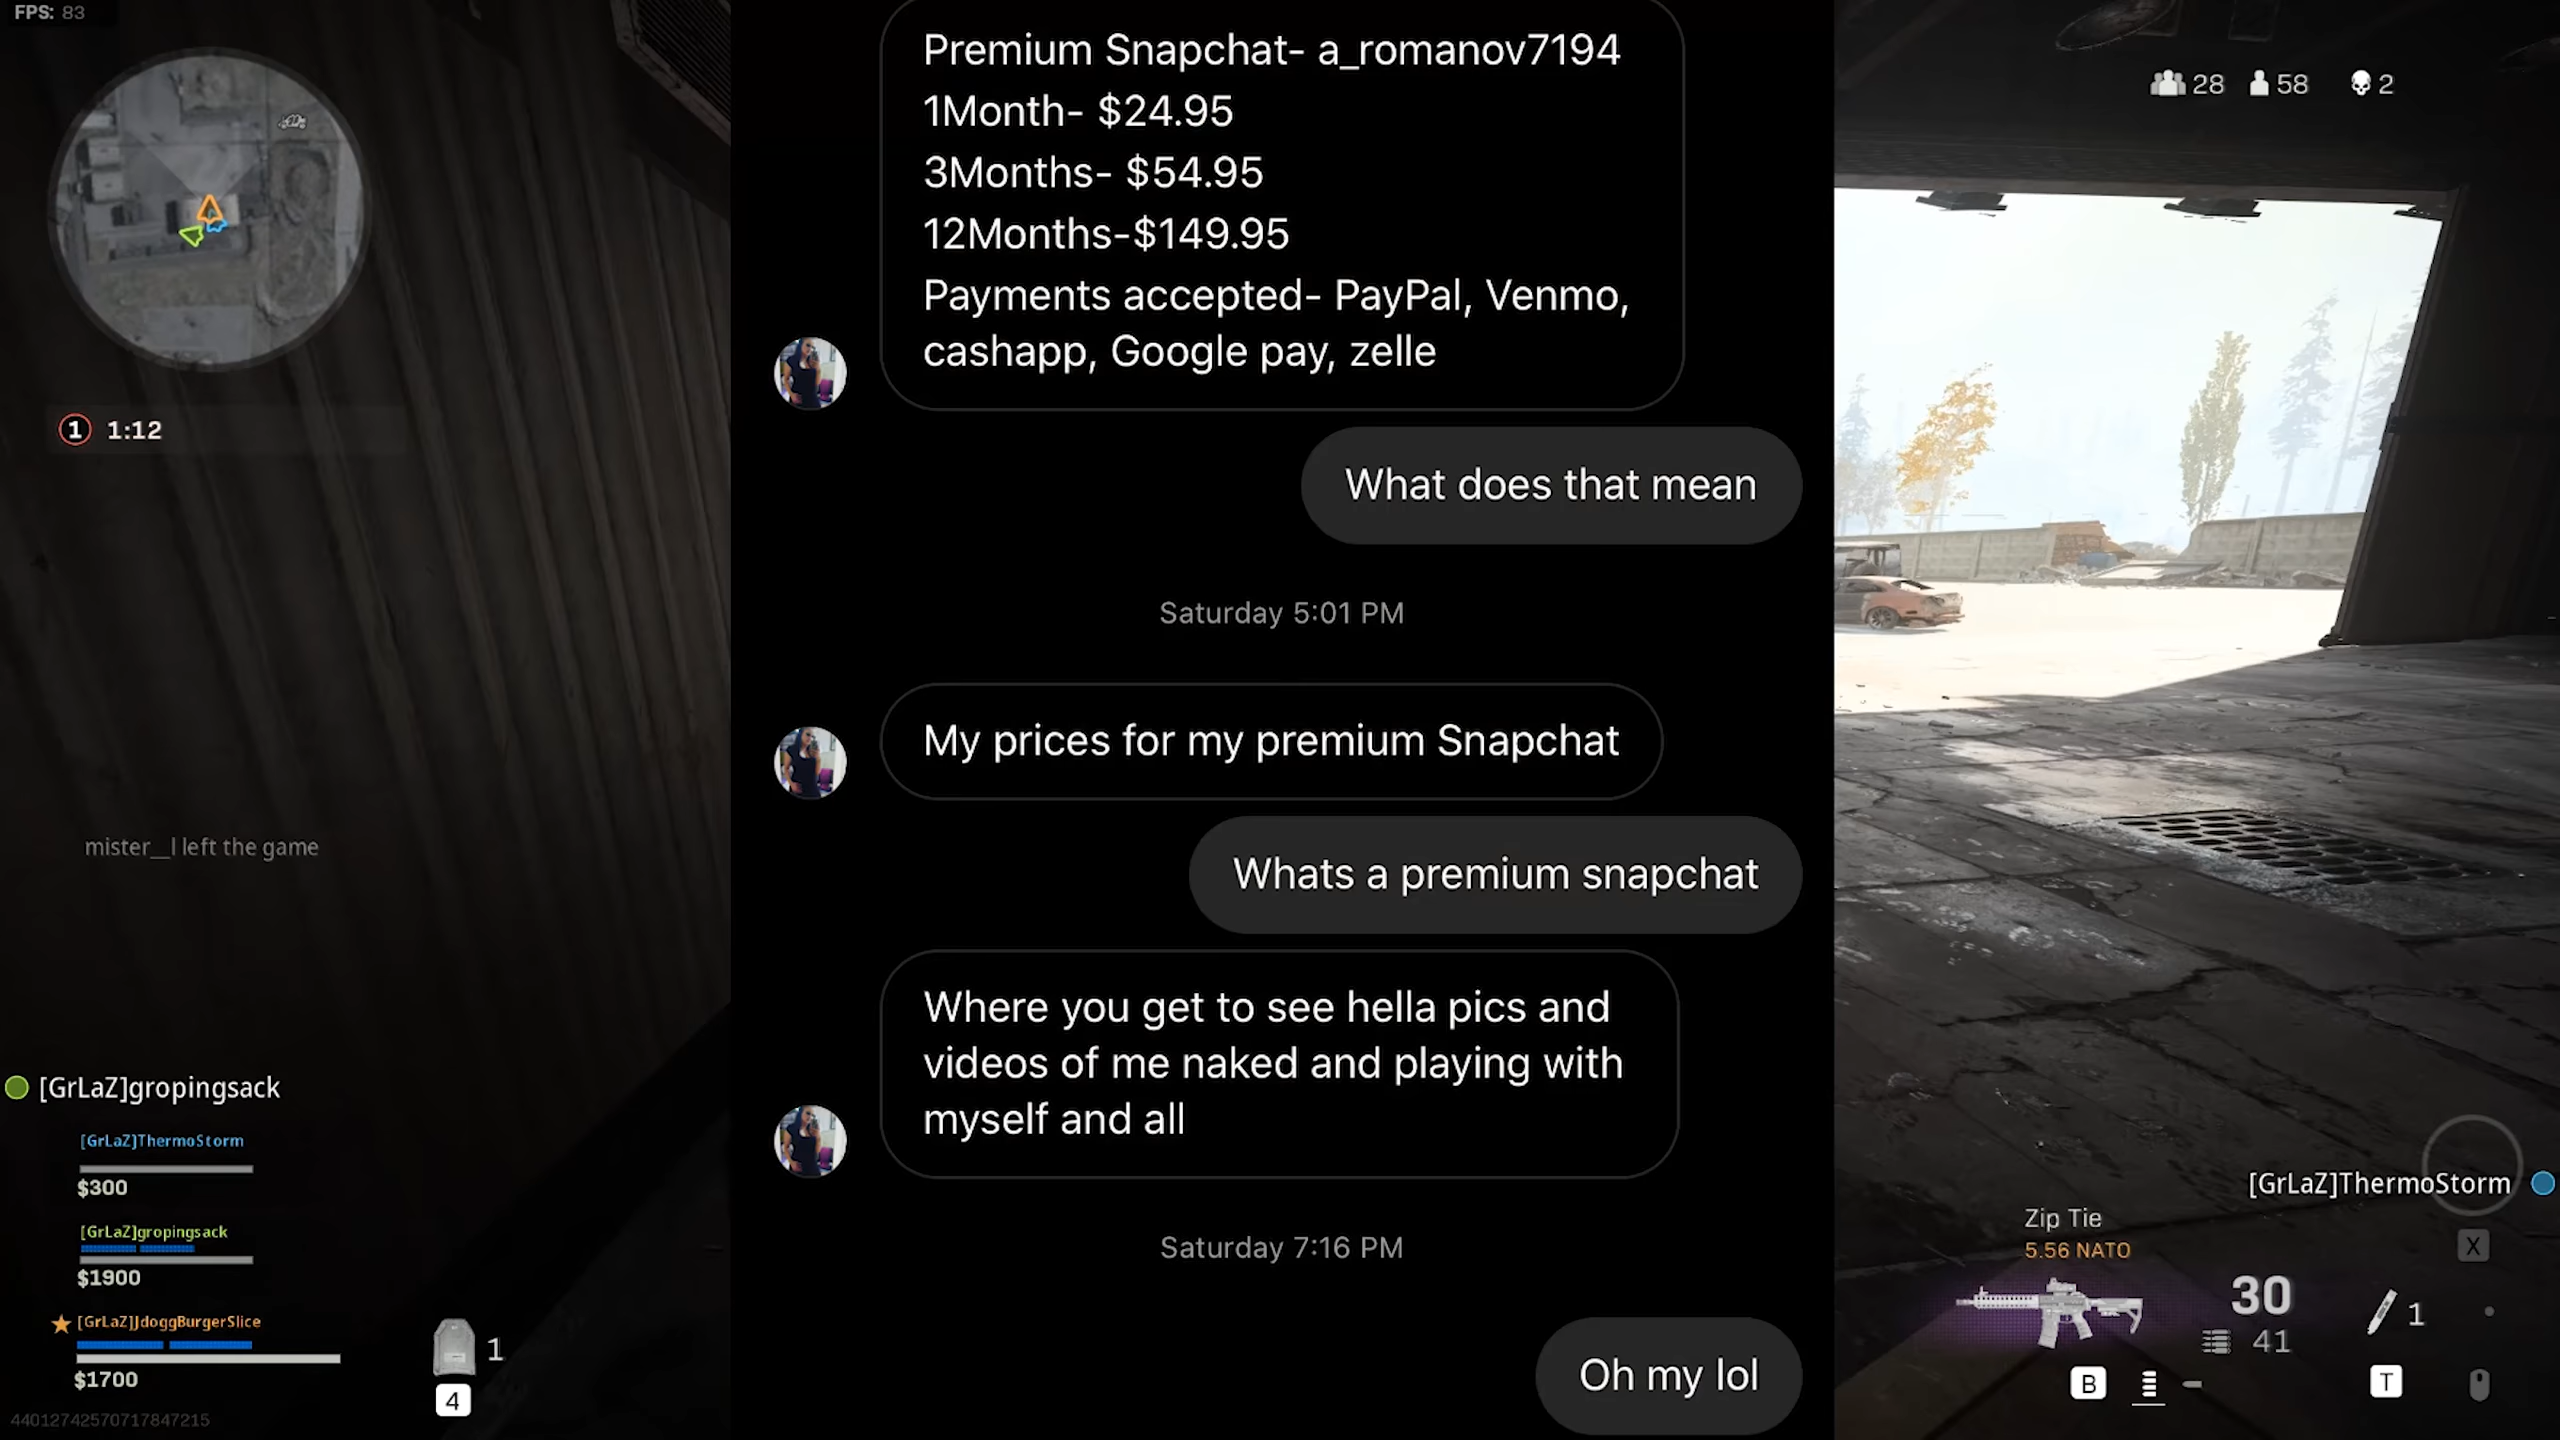 FPS: 83
28
58
2
1
1:12
mister__l left the game
[GrLaZ]gropingsack
[GrLaZ]ThermoStorm
$300
[GrLaZ]gropingsack
$1900
[GrLaZ]JdoggBurgerSlice
$1700
1
4
44012742570717847215
Premium Snapchat- a_romanov7194
1Month- $24.95
3Months- $54.95
12Months-$149.95
Payments accepted- PayPal, Venmo,
cashapp, Google pay, zelle
What does that mean
Saturday 5:01 PM
My prices for my premium Snapchat
Whats a premium snapchat
Where you get to see hella pics and
videos of me naked and playing with
myself and all
Saturday 7:16 PM
Oh my lol
[GrLaZ]ThermoStorm
Zip Tie
5.56 NATO
X
30
41
1
B
T